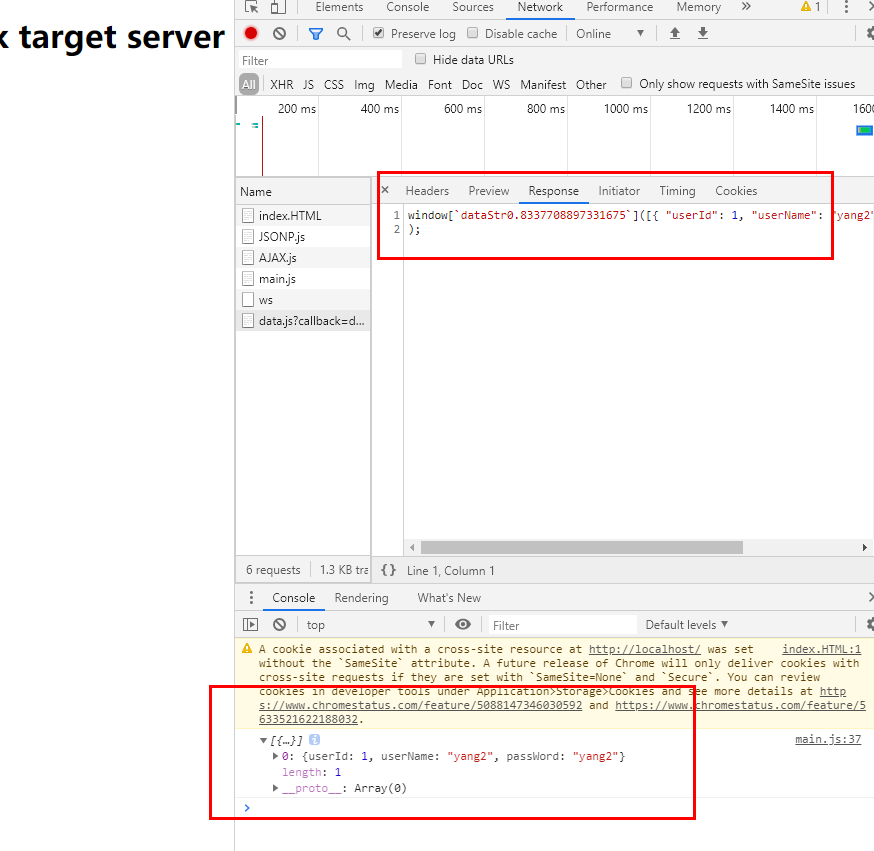 target server
Elements Console Sources Network Performance Memory » 1
Preserve log Disable cache Online
Filter Hide data URLs
All XHR JS CSS Img Media Font Doc WS Manifest Other Only show requests with SameSite issues
200 ms 400 ms 600 ms 800 ms 1000 ms 1200 ms 1400 ms
Name
× Headers Preview Response Initiator Timing Cookies
index.HTML
JSONP.js
AJAX.js
main.js
ws
data.js?callback=d...
1 window[`dataStr0.8337708897331675`]([{ "userId": 1, "userName": "yang2"
2 );
6 requests 1.3 KB tra
{} Line 1, Column 1
Console Rendering What's New
top Filter Default levels ▼
A cookie associated with a cross-site resource at http://localhost/ was set index.HTML:1
without the `SameSite` attribute. A future release of Chrome will only deliver cookies with
cross-site requests if they are set with `SameSite=None` and `Secure`. You can review
cookies in developer tools under Application>Storage>Cookies and see more details at http
s://www.chromestatus.com/feature/5088147346030592 and https://www.chromestatus.com/feature/5
633521622188032.
▼[{…}] i main.js:37
▶0: {userId: 1, userName: "yang2", passWord: "yang2"}
length: 1
▶__proto__: Array(0)
>